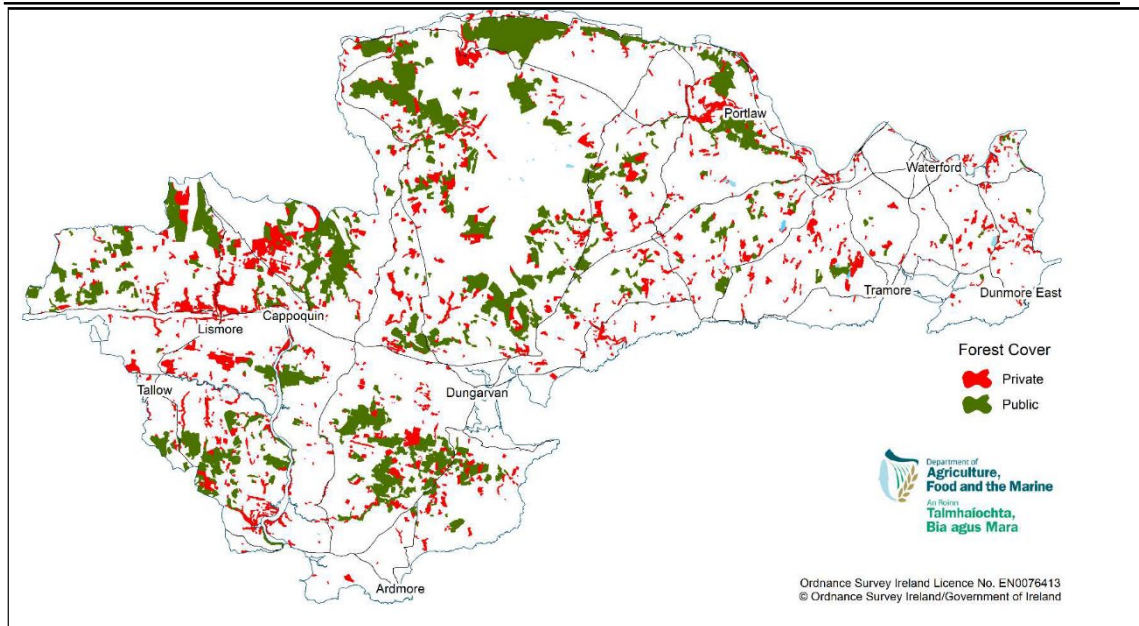 Portlaw
Waterford
Tramore
Dunmore East
Cappoquin
Lismore
Tallow
Dungarvan
Ardmore
Forest Cover
Private
Public
Department of
Agriculture,
Food and the Marine
An Roinn
Talmhaíochta,
Bia agus Mara
Ordnance Survey Ireland Licence No. EN0076413
© Ordnance Survey Ireland/Government of Ireland